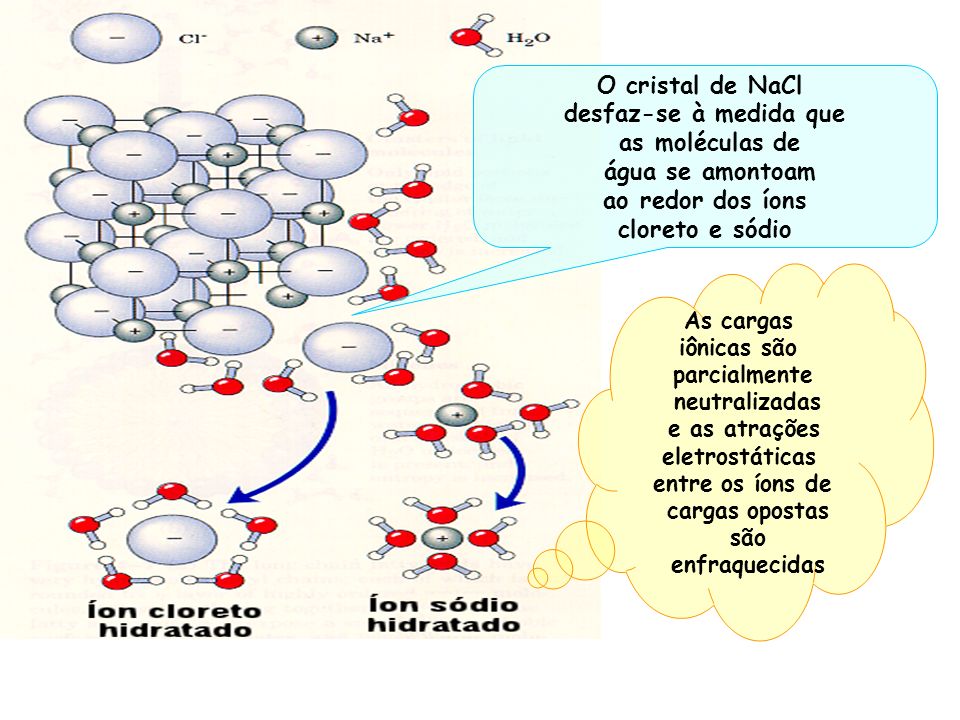 Cl⁻ Na⁺ H₂O
O cristal de NaCl
desfaz-se à medida que
as moléculas de
água se amontoam
ao redor dos íons
cloreto e sódio
As cargas
iônicas são
parcialmente
neutralizadas
e as atrações
eletrostáticas
entre os íons de
cargas opostas
são
enfraquecidas
Íon cloreto
hidratado
Íon sódio
hidratado